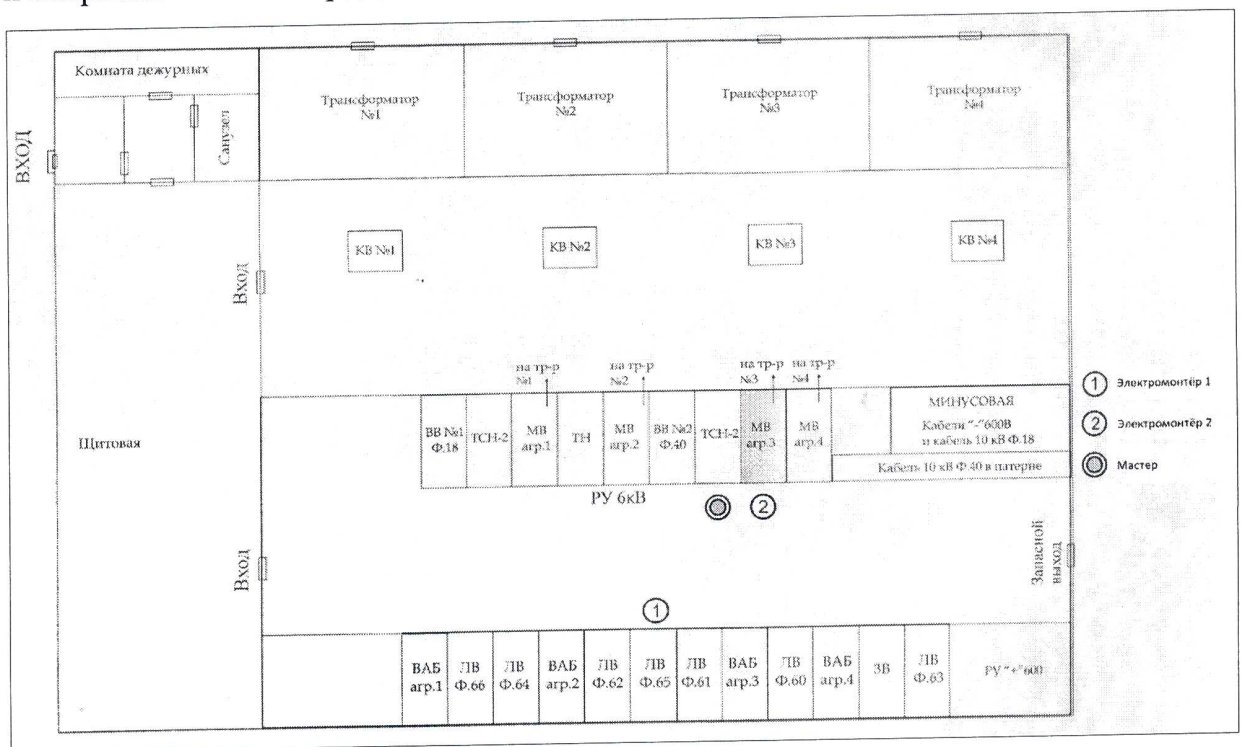 Комната дежурных
ВХОД
Санузел
Трансформатор
№1
Трансформатор
№2
Трансформатор
№3
Трансформатор
№4
КВ №1
КВ №2
КВ №3
КВ №4
Вход
на тр-р
№1
на тр-р
№2
на тр-р
№3
на тр-р
№4
Щитовая
ВВ №1
Ф.18
ТСН-2
МВ
агр.1
ТН
МВ
агр.2
ВВ №2
Ф.40
ТСН-2
МВ
агр.3
МВ
агр.4
МИНУСОВАЯ
Кабели "-"600В
и кабель 10 кВ Ф.18
Кабель 10 кВ Ф.40 в патерне
1 Электромонтёр 1
2 Электромонтёр 2
Мастер
РУ 6кВ
2
Вход
Запасной
выход
1
ВАБ
агр.1
ЛВ
Ф.66
ЛВ
Ф.64
ВАБ
агр.2
ЛВ
Ф.62
ЛВ
Ф.65
ЛВ
Ф.61
ВАБ
агр.3
ЛВ
Ф.60
ВАБ
агр.4
ЗВ
ЛВ
Ф.63
РУ "+"600